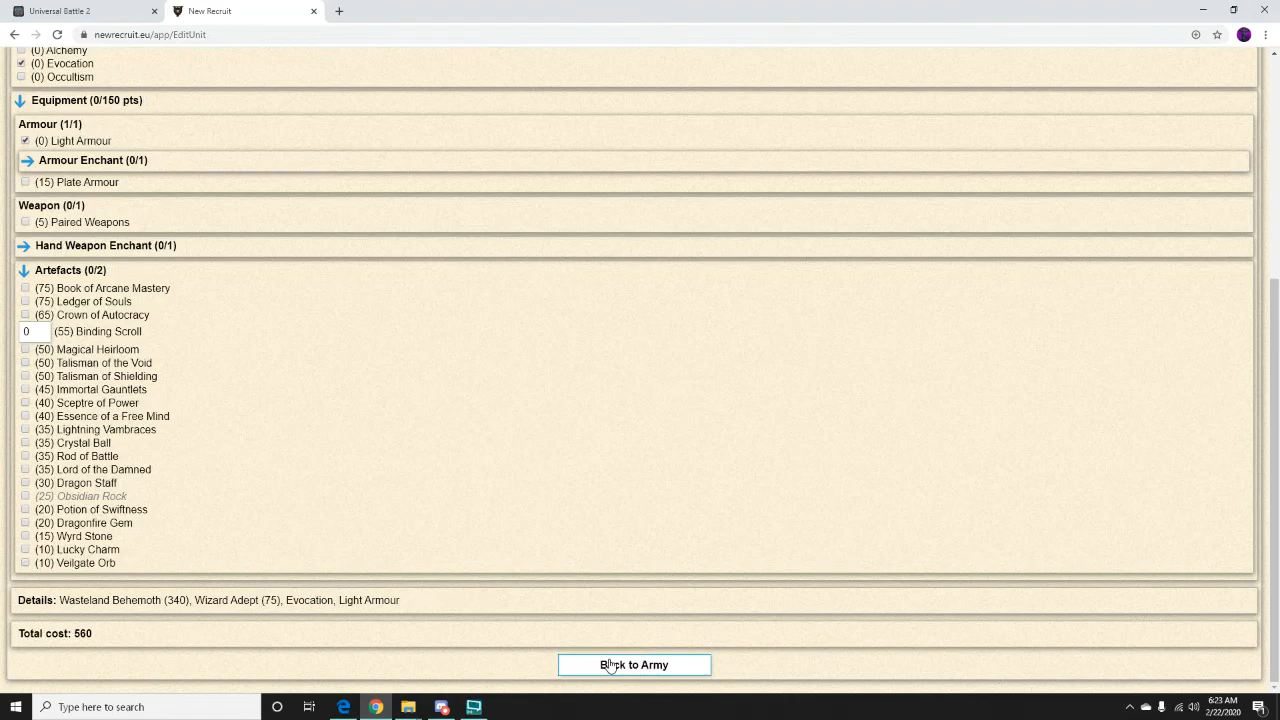 Universal Battle 2
New Recruit
newrecruit.eu/app/EditUnit
(0) Alchemy
(0) Evocation
(0) Occultism
Equipment (0/150 pts)
Armour (1/1)
(0) Light Armour
Armour Enchant (0/1)
(15) Plate Armour
Weapon (0/1)
(5) Paired Weapons
Hand Weapon Enchant (0/1)
Artefacts (0/2)
(75) Book of Arcane Mastery
(75) Ledger of Souls
(65) Crown of Autocracy
0 (55) Binding Scroll
(50) Magical Heirloom
(50) Talisman of the Void
(50) Talisman of Shielding
(45) Immortal Gauntlets
(40) Sceptre of Power
(40) Essence of a Free Mind
(35) Lightning Vambraces
(35) Crystal Ball
(35) Rod of Battle
(35) Lord of the Damned
(30) Dragon Staff
(25) Obsidian Rock
(20) Potion of Swiftness
(20) Dragonfire Gem
(15) Wyrd Stone
(10) Lucky Charm
(10) Veilgate Orb
Details: Wasteland Behemoth (340), Wizard Adept (75), Evocation, Light Armour
Total cost: 560
Back to Army
Type here to search
6:23 AM
2/22/2020
1